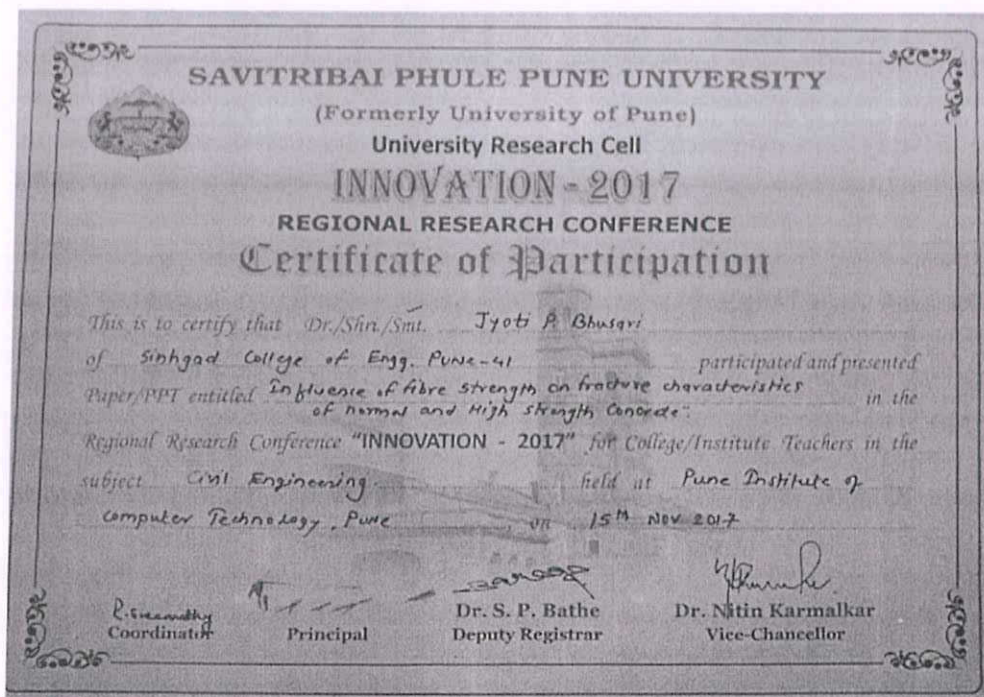 SAVITRIBAI PHULE PUNE UNIVERSITY
(Formerly University of Pune)
University Research Cell
INNOVATION - 2017
REGIONAL RESEARCH CONFERENCE
Certificate of Participation
This is to certify that Dr./Shri./Smt. Jyoti P Bhusari
of Sinhgad College of Engg. Pune-41 participated and presented
Paper/PPT entitled Influence of fibre strength on fracture characteristics in the
of normal and High strength Concrete.
Regional Research Conference "INNOVATION - 2017" for College/Institute Teachers in the
subject Civil Engineering held at Pune Institute of
Computer Technology, Pune on 15th Nov 2017
Coordinator
Principal
Dr. S. P. Bathe
Deputy Registrar
Dr. Nitin Karmalkar
Vice-Chancellor